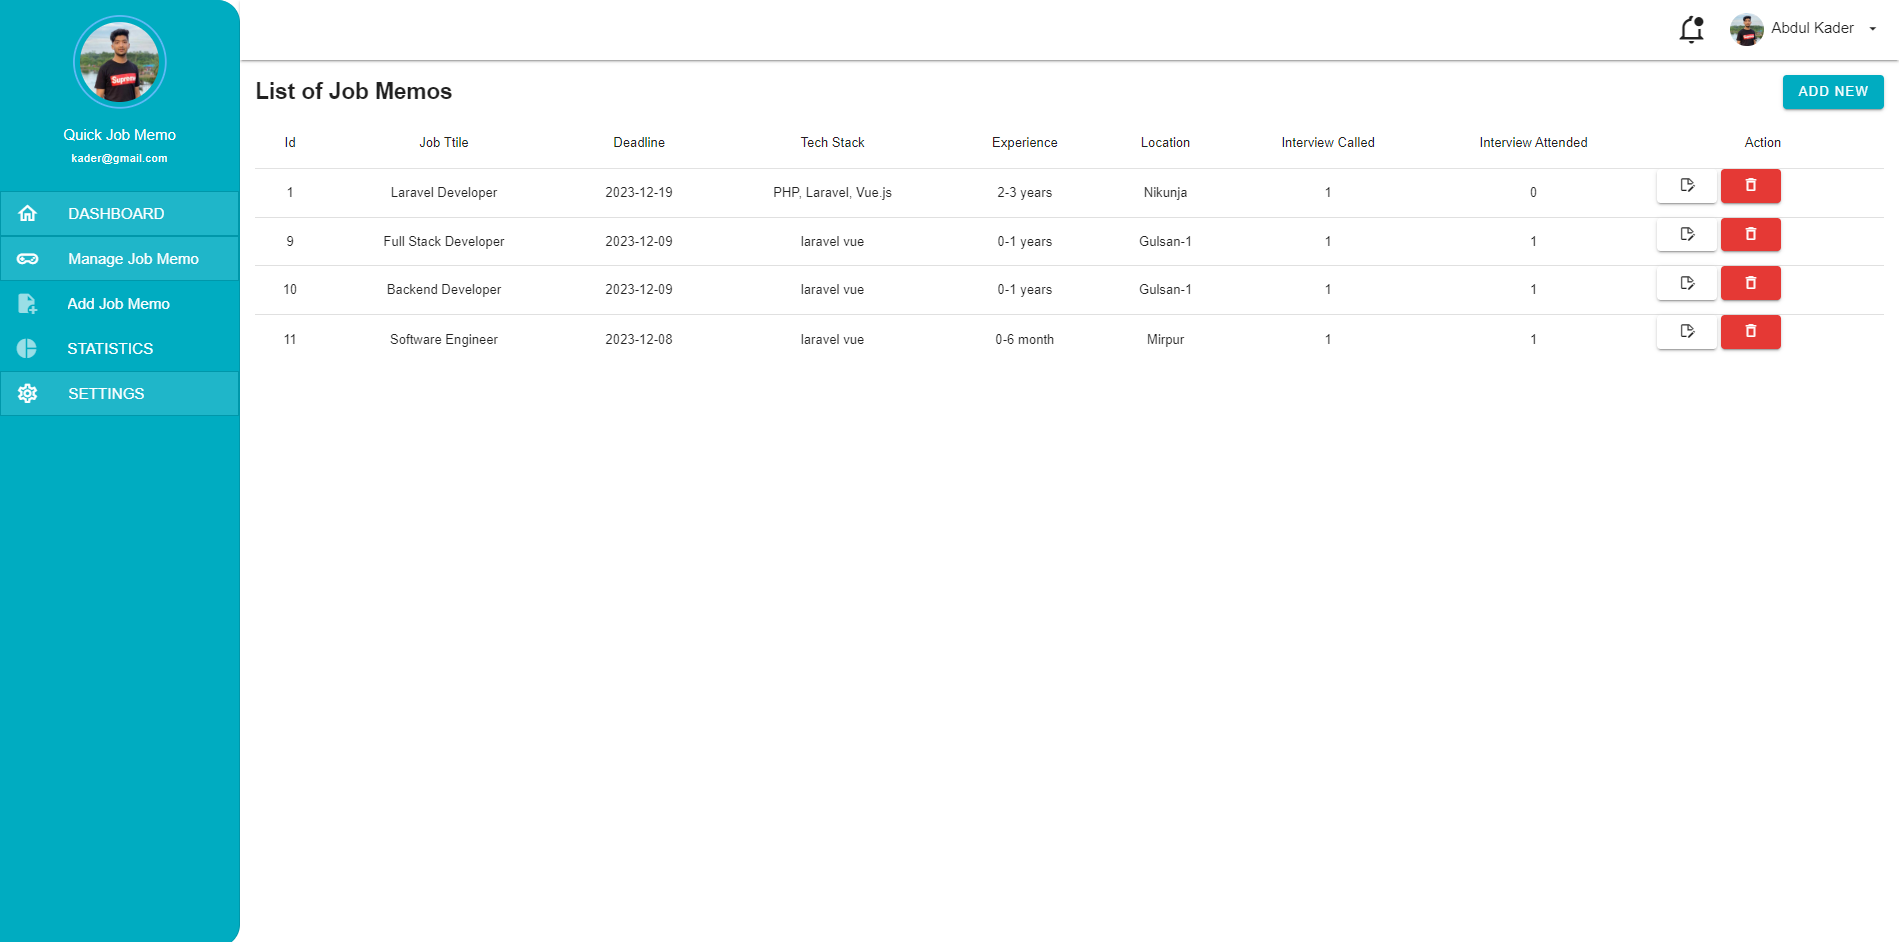 Supreme
Quick Job Memo
kader@gmail.com
DASHBOARD
Manage Job Memo
Add Job Memo
STATISTICS
SETTINGS
Abdul Kader
List of Job Memos
ADD NEW
Id Job Ttile Deadline Tech Stack Experience Location Interview Called Interview Attended Action
1 Laravel Developer 2023-12-19 PHP, Laravel, Vue.js 2-3 years Nikunja 1 0
9 Full Stack Developer 2023-12-09 laravel vue 0-1 years Gulsan-1 1 1
10 Backend Developer 2023-12-09 laravel vue 0-1 years Gulsan-1 1 1
11 Software Engineer 2023-12-08 laravel vue 0-6 month Mirpur 1 1